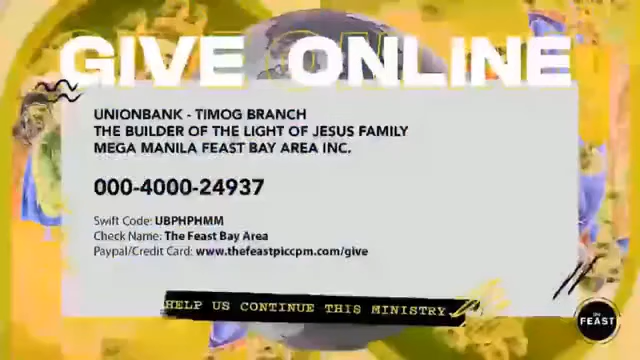 GIVE ONLINE
UNIONBANK - TIMOG BRANCH
THE BUILDER OF THE LIGHT OF JESUS FAMILY
MEGA MANILA FEAST BAY AREA INC.
000-4000-24937
Swift Code: UBPHPHMM
Check Name: The Feast Bay Area
Paypal/Credit Card: www.thefeastpiccpm.com/give
HELP US CONTINUE THIS MINISTRY
FEAST